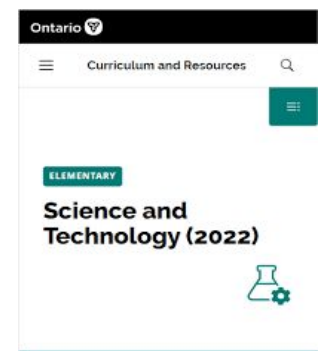 Ontario
Curriculum and Resources
ELEMENTARY
Science and
Technology (2022)